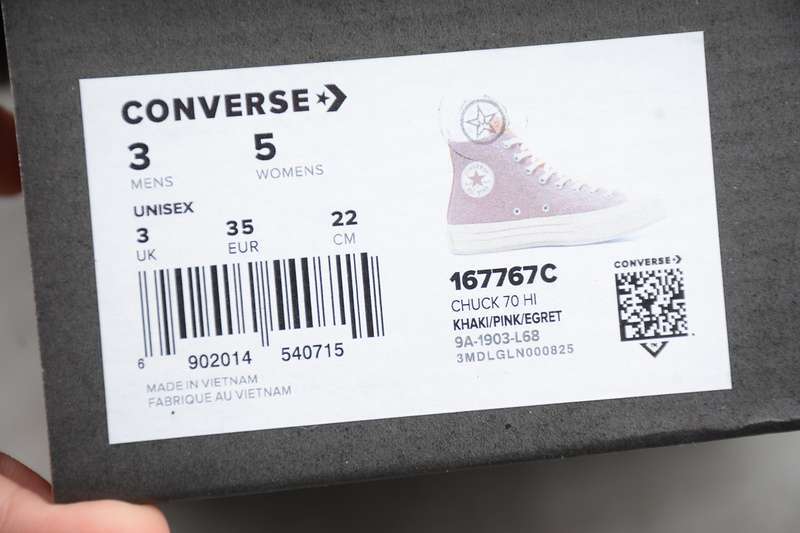 CONVERSE
3 5
MENS WOMENS
UNISEX
3 35 22
UK EUR CM
6 902014 540715
MADE IN VIETNAM
FABRIQUE AU VIETNAM
167767C
CHUCK 70 HI
KHAKI/PINK/EGRET
9A-1903-L68
3MDLGLN000825
CONVERSE